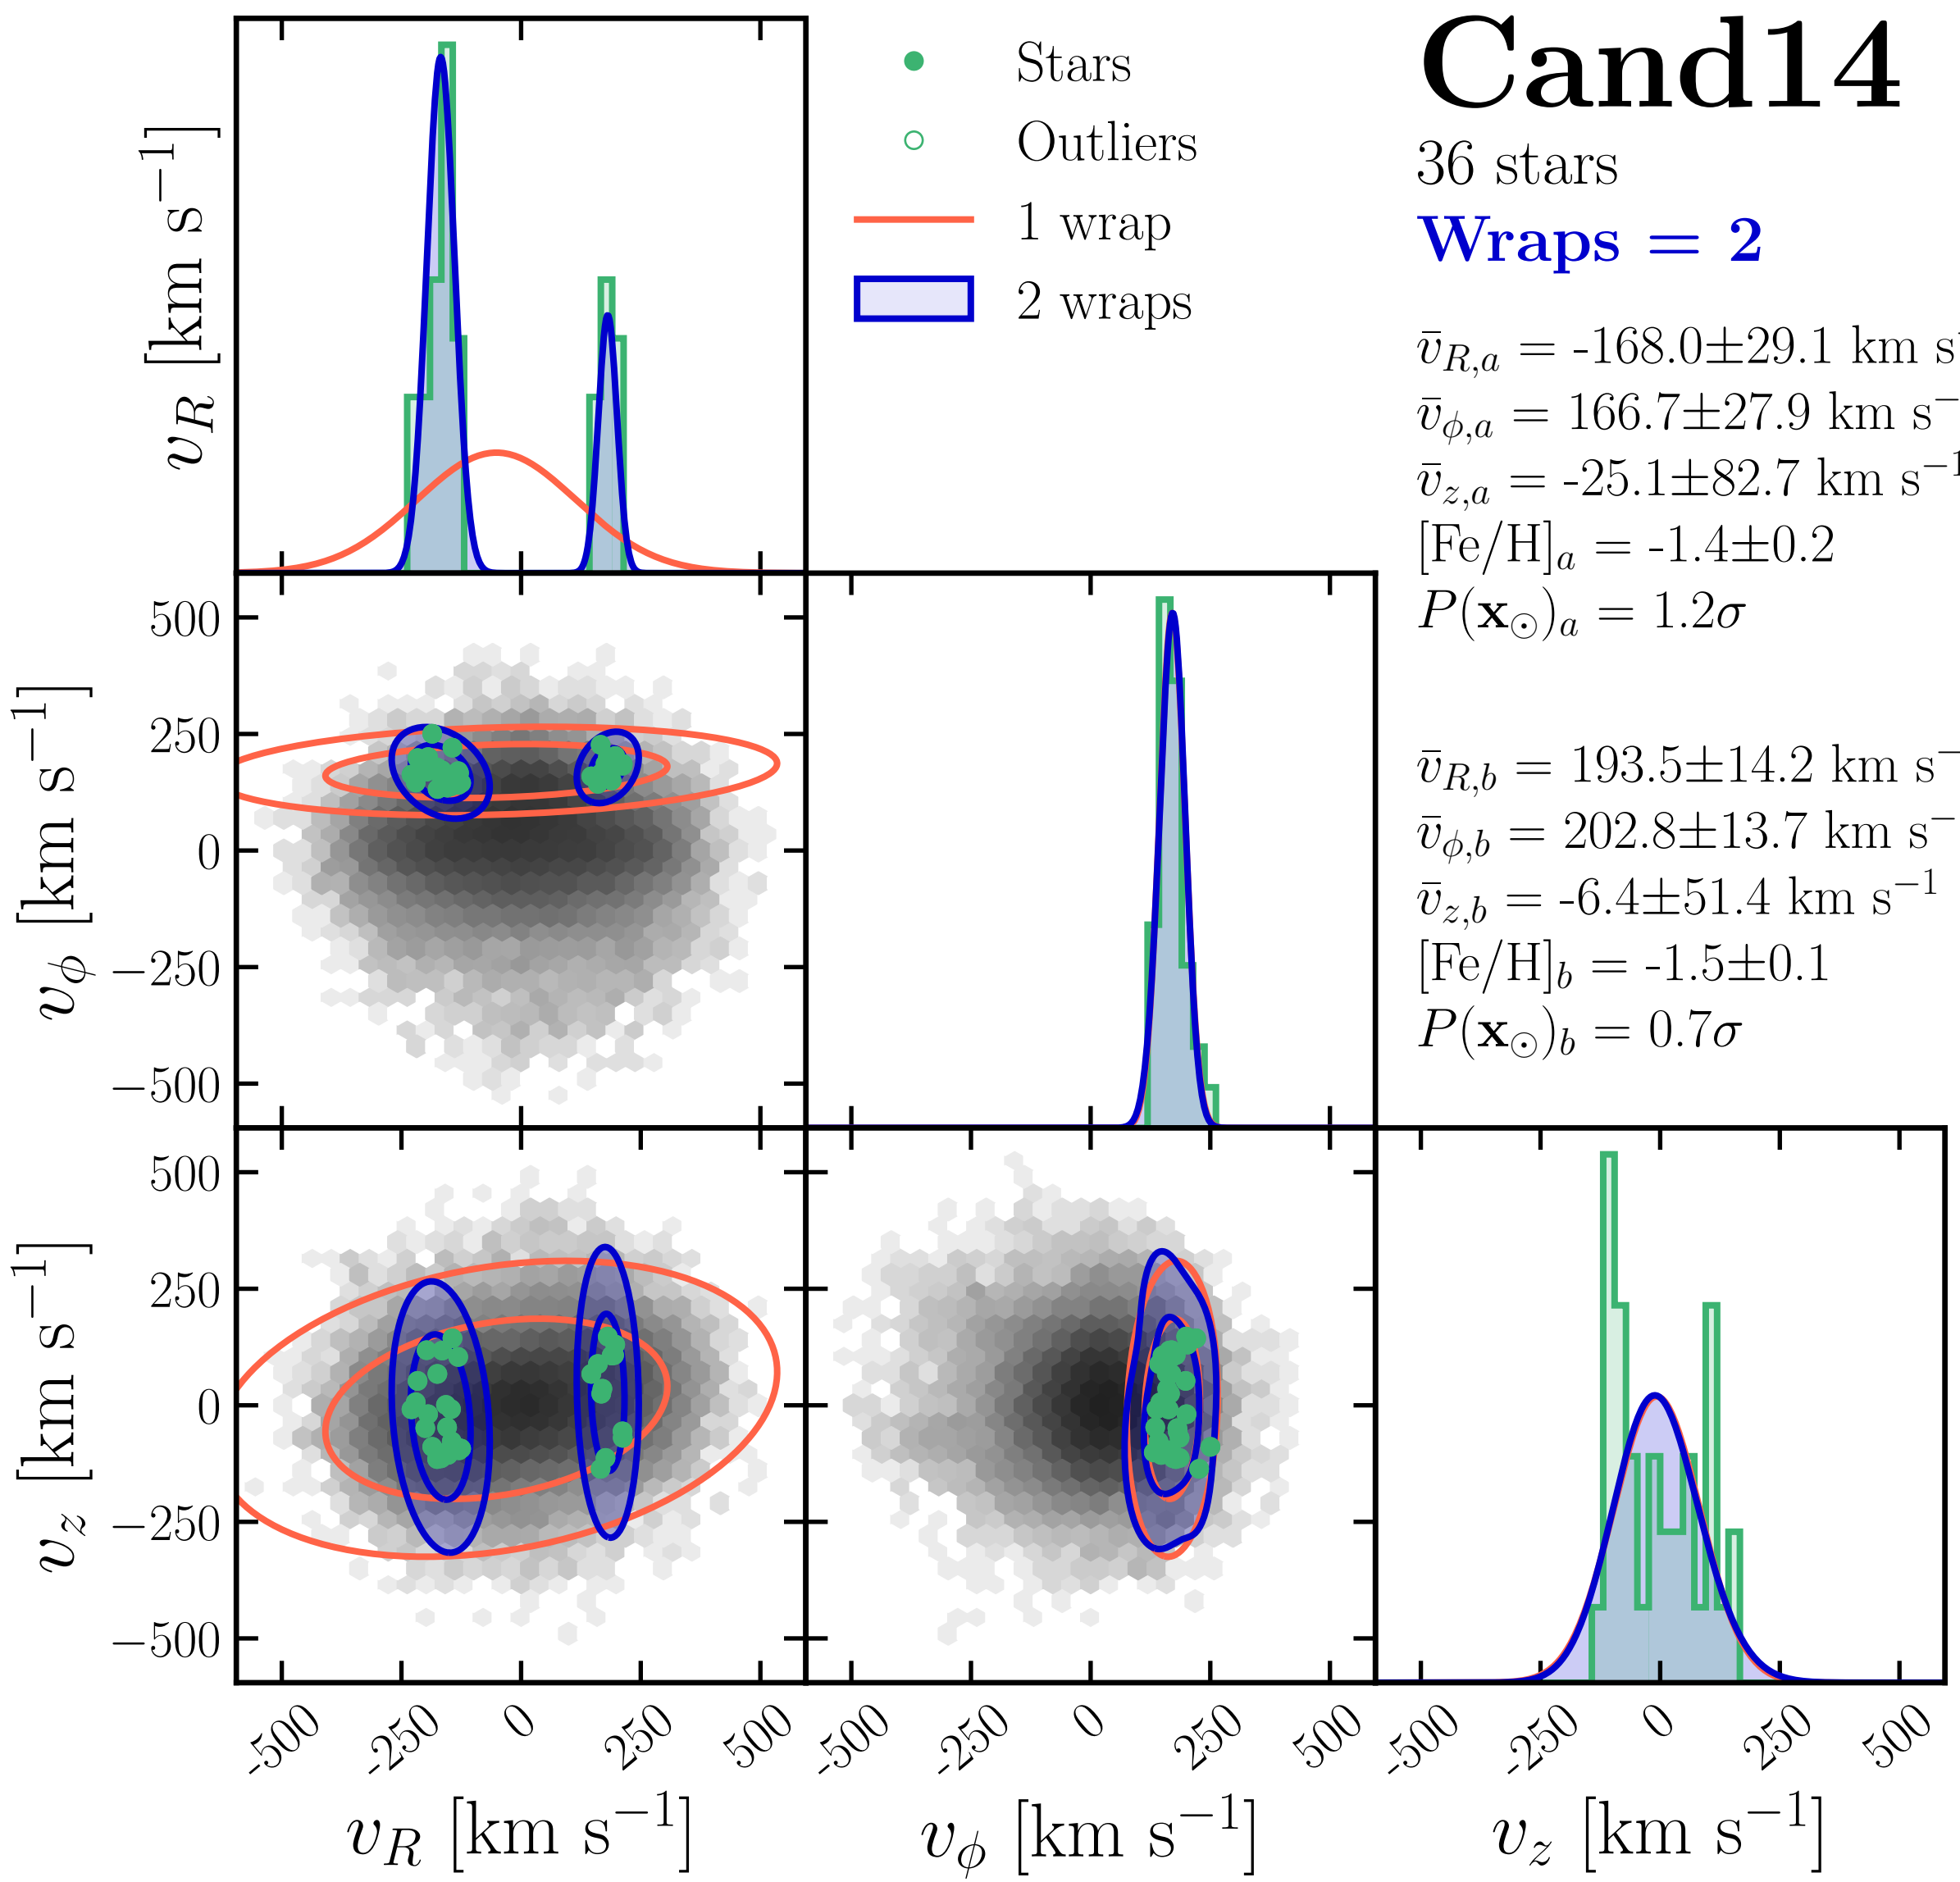 Cand14
36 stars
Wraps = 2
Stars
Outliers
1 wrap
2 wraps
v̄_{R,a} = -168.0±29.1 km s
v̄_{ϕ,a} = 166.7±27.9 km s⁻
v̄_{z,a} = -25.1±82.7 km s⁻¹
[Fe/H]_a = -1.4±0.2
P(𝐱_⊙)_a = 1.2σ
v̄_{R,b} = 193.5±14.2 km s⁻
v̄_{ϕ,b} = 202.8±13.7 km s⁻
v̄_{z,b} = -6.4±51.4 km s⁻¹
[Fe/H]_b = -1.5±0.1
P(𝐱_⊙)_b = 0.7σ
v_R [km s⁻¹]
v_ϕ [km s⁻¹]
500
250
0
−250
−500
v_z [km s⁻¹]
500
250
0
−250
−500
-500 -250 0 250 500
-500 -250 0 250 500
-500 -250 0 250 500
v_R [km s⁻¹]
v_ϕ [km s⁻¹]
v_z [km s⁻¹]